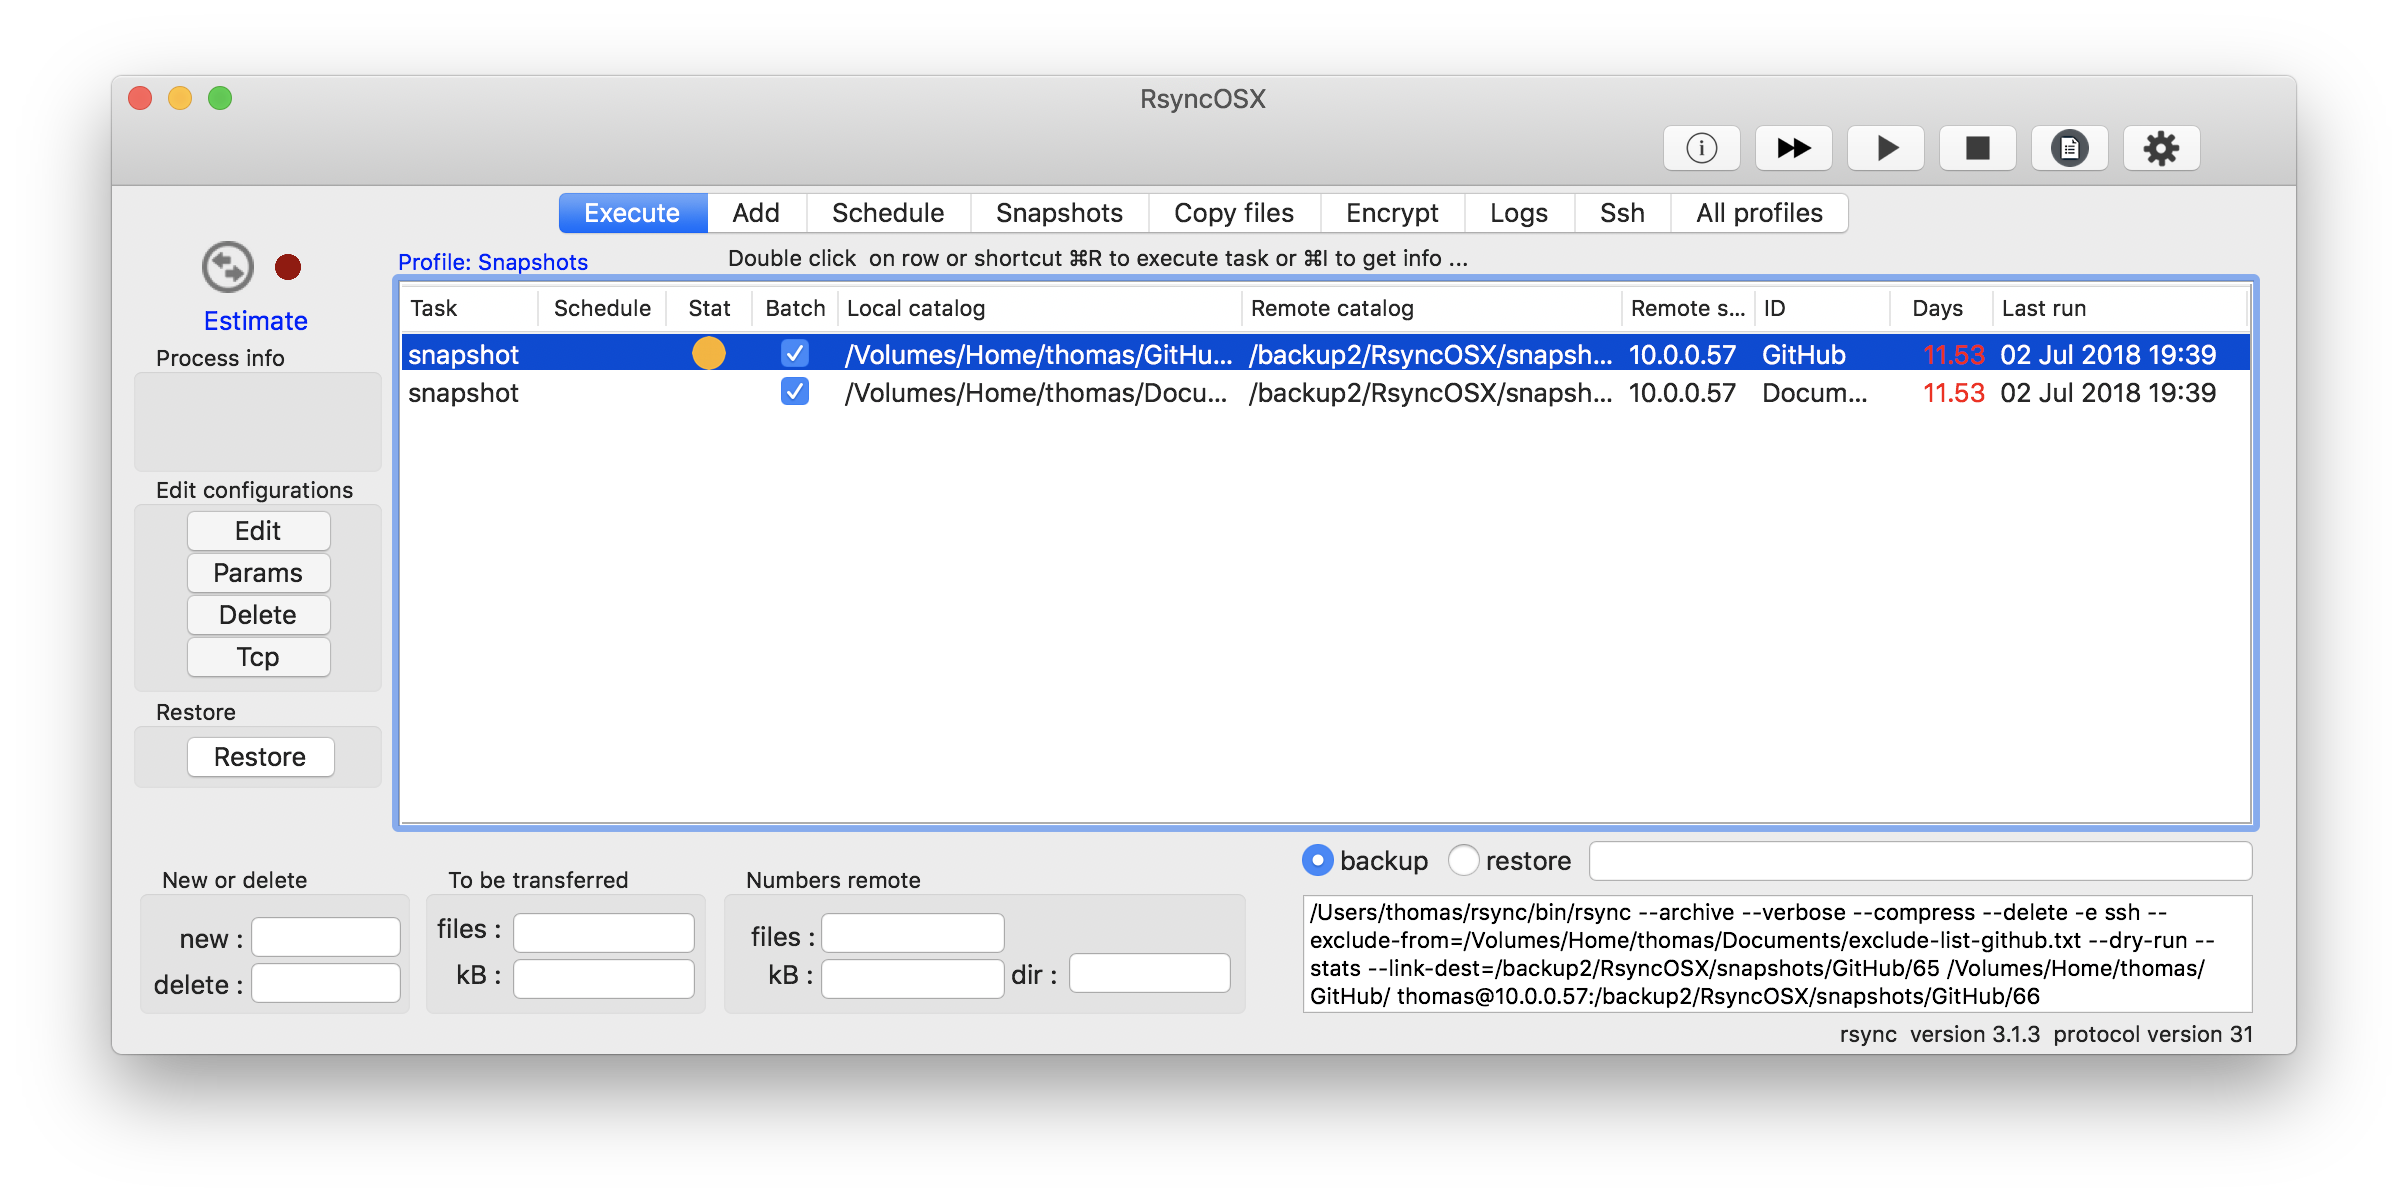 RsyncOSX
Execute Add Schedule Snapshots Copy files Encrypt Logs Ssh All profiles
Profile: Snapshots Double click on row or shortcut ⌘R to execute task or ⌘I to get info ...
Estimate
Process info
Edit configurations
Edit
Params
Delete
Tcp
Restore
Restore
Task Schedule Stat Batch Local catalog Remote catalog Remote s... ID Days Last run
snapshot /Volumes/Home/thomas/GitHu... /backup2/RsyncOSX/snapsh... 10.0.0.57 GitHub 11.53 02 Jul 2018 19:39
snapshot /Volumes/Home/thomas/Docu... /backup2/RsyncOSX/snapsh... 10.0.0.57 Docum... 11.53 02 Jul 2018 19:39
New or delete
new :
delete :
To be transferred
files :
kB :
Numbers remote
files :
kB : dir :
backup restore
/Users/thomas/rsync/bin/rsync --archive --verbose --compress --delete -e ssh --
exclude-from=/Volumes/Home/thomas/Documents/exclude-list-github.txt --dry-run --
stats --link-dest=/backup2/RsyncOSX/snapshots/GitHub/65 /Volumes/Home/thomas/
GitHub/ thomas@10.0.0.57:/backup2/RsyncOSX/snapshots/GitHub/66
rsync version 3.1.3 protocol version 31